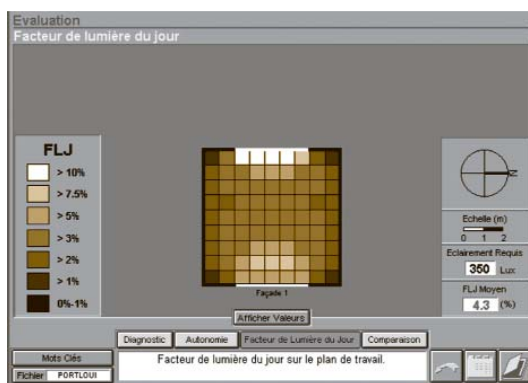 Evaluation
Facteur de lumière du jour
FLJ
> 10%
> 7.5%
> 5%
> 3%
> 2%
> 1%
0%-1%
N
Echelle (m)
0 1 2
Eclairement Requis
350 Lux
FLJ Moyen
4.3 (%)
Façade 1
Afficher Valeurs
Diagnostic Autonomie Facteur de Lumière du Jour Comparaison
Mots Clés
Facteur de lumière du jour sur le plan de travail.
Fichier PORTLOUI